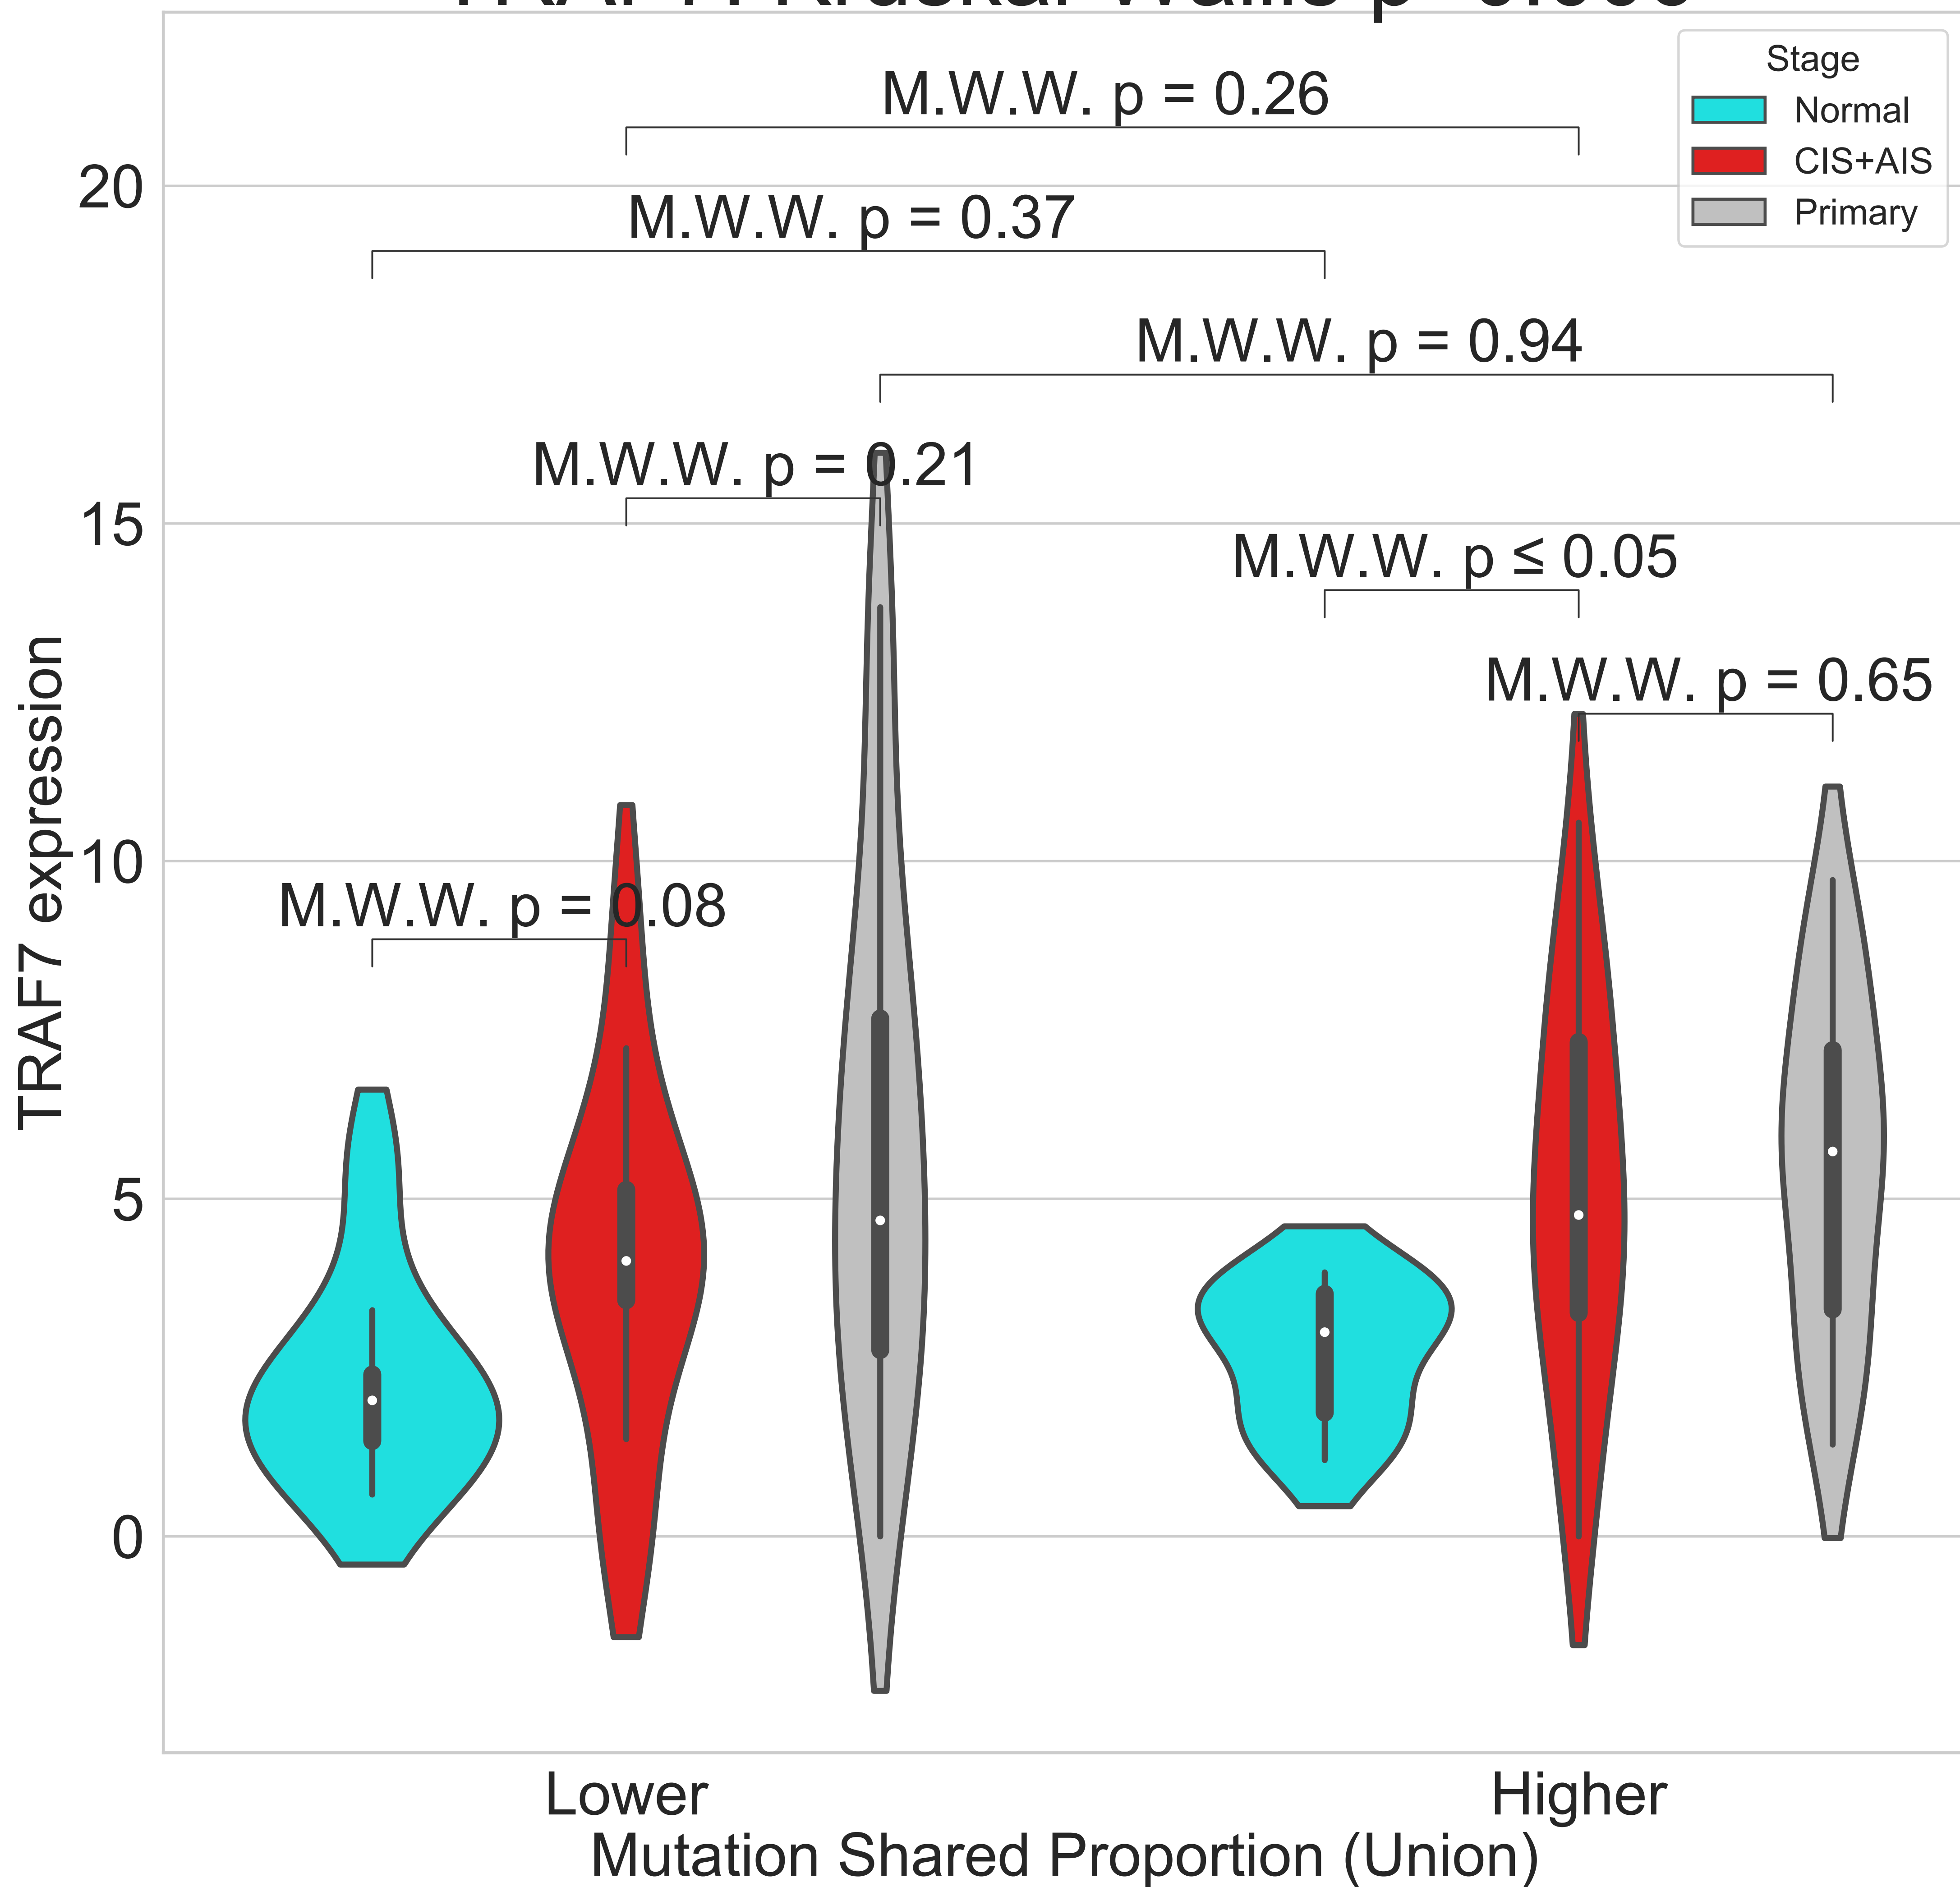 Stage
Normal
CIS+AIS
Primary
M.W.W. p = 0.26
M.W.W. p = 0.37
M.W.W. p = 0.94
M.W.W. p = 0.21
M.W.W. p ≤ 0.05
M.W.W. p = 0.65
M.W.W. p = 0.08
20
15
10
5
0
TRAF7 expression
Lower
Higher
Mutation Shared Proportion (Union)